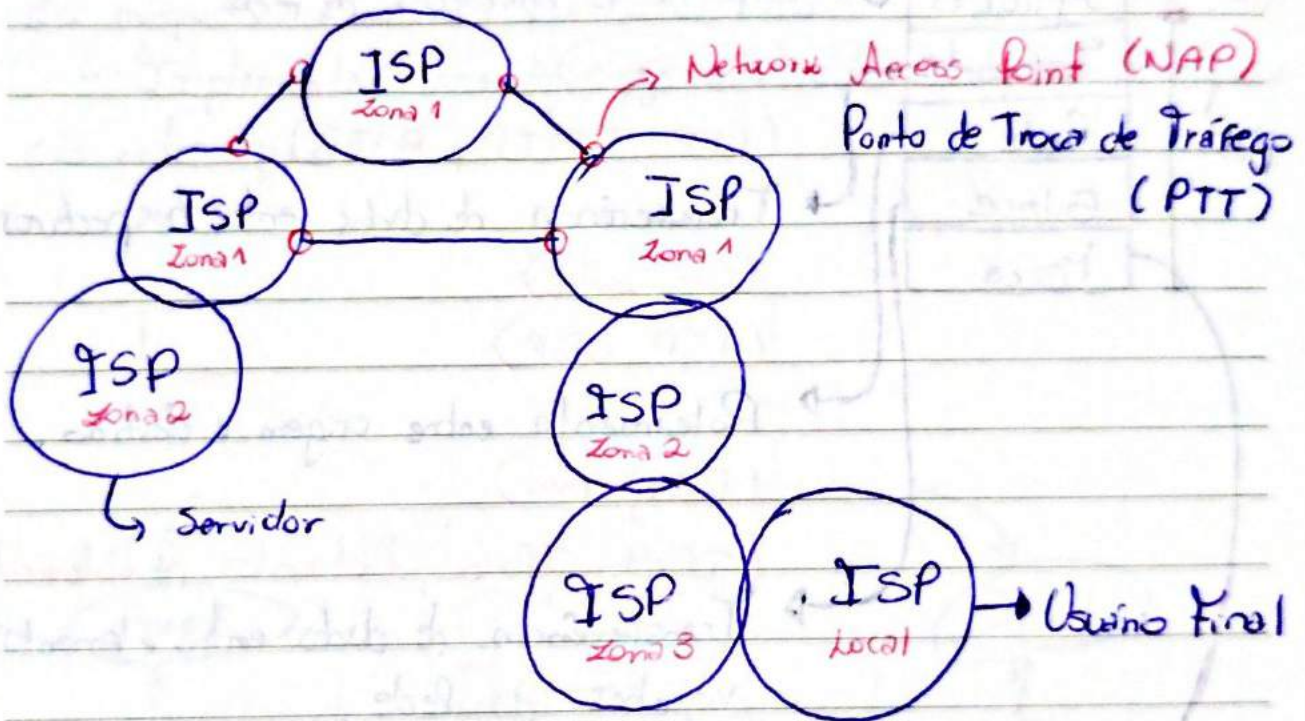 ISP
Zona 1
Network Access Point (NAP)
Ponto de Troca de Tráfego
(PTT)
ISP
Zona 1
ISP
Zona 1
ISP
Zona 2
ISP
Zona 2
Servidor
ISP
Zona 3
ISP
Local
Usuário Final